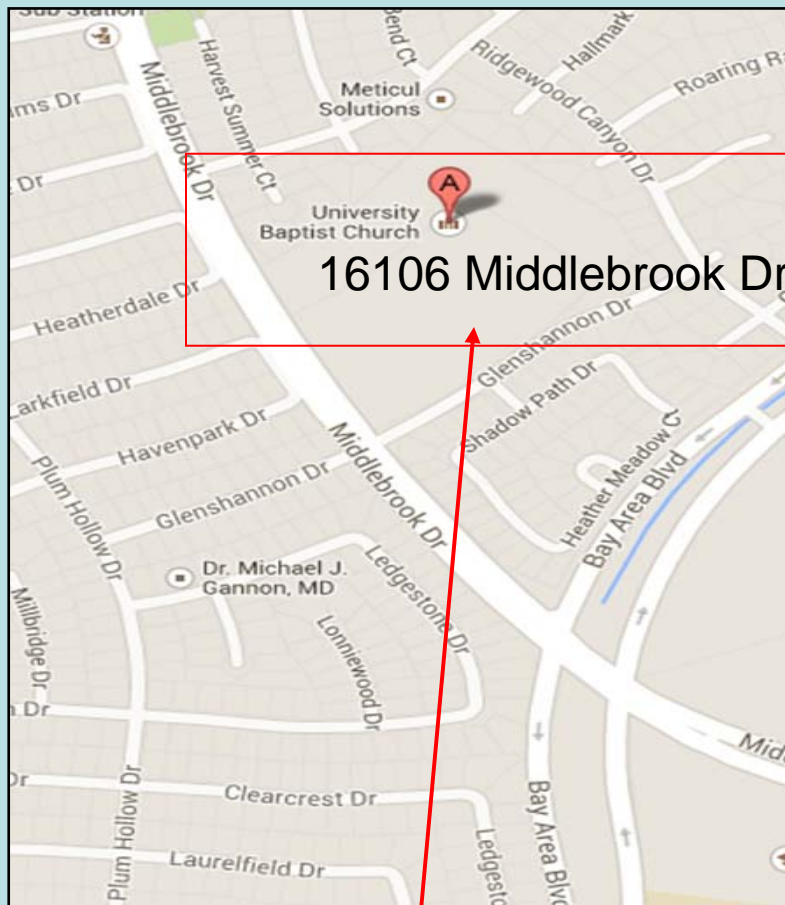 Sub Station
Bend Ct
Hallmark
Ridgewood Canyon Dr
Roaring Ra
Harvest Summer Ct
Middlebrook Dr
Meticul
Solutions
ms Dr
Dr
A
University
Baptist Church
16106 Middlebrook Dr
Heatherdale Dr
Glenshannon Dr
Larkfield Dr
Shadow Path Dr
Havenpark Dr
Middlebrook Dr
Heather Meadow Ct
Bay Area Blvd
Plum Hollow Dr
Glenshannon Dr
Dr. Michael J.
Gannon, MD
Ledgestone Dr
Millbridge Dr
Lonniewood Dr
Dr
Mid
Dr
Clearcrest Dr
Plum Hollow Dr
Bay Area Blvd
Laurelfield Dr
Ledgesto